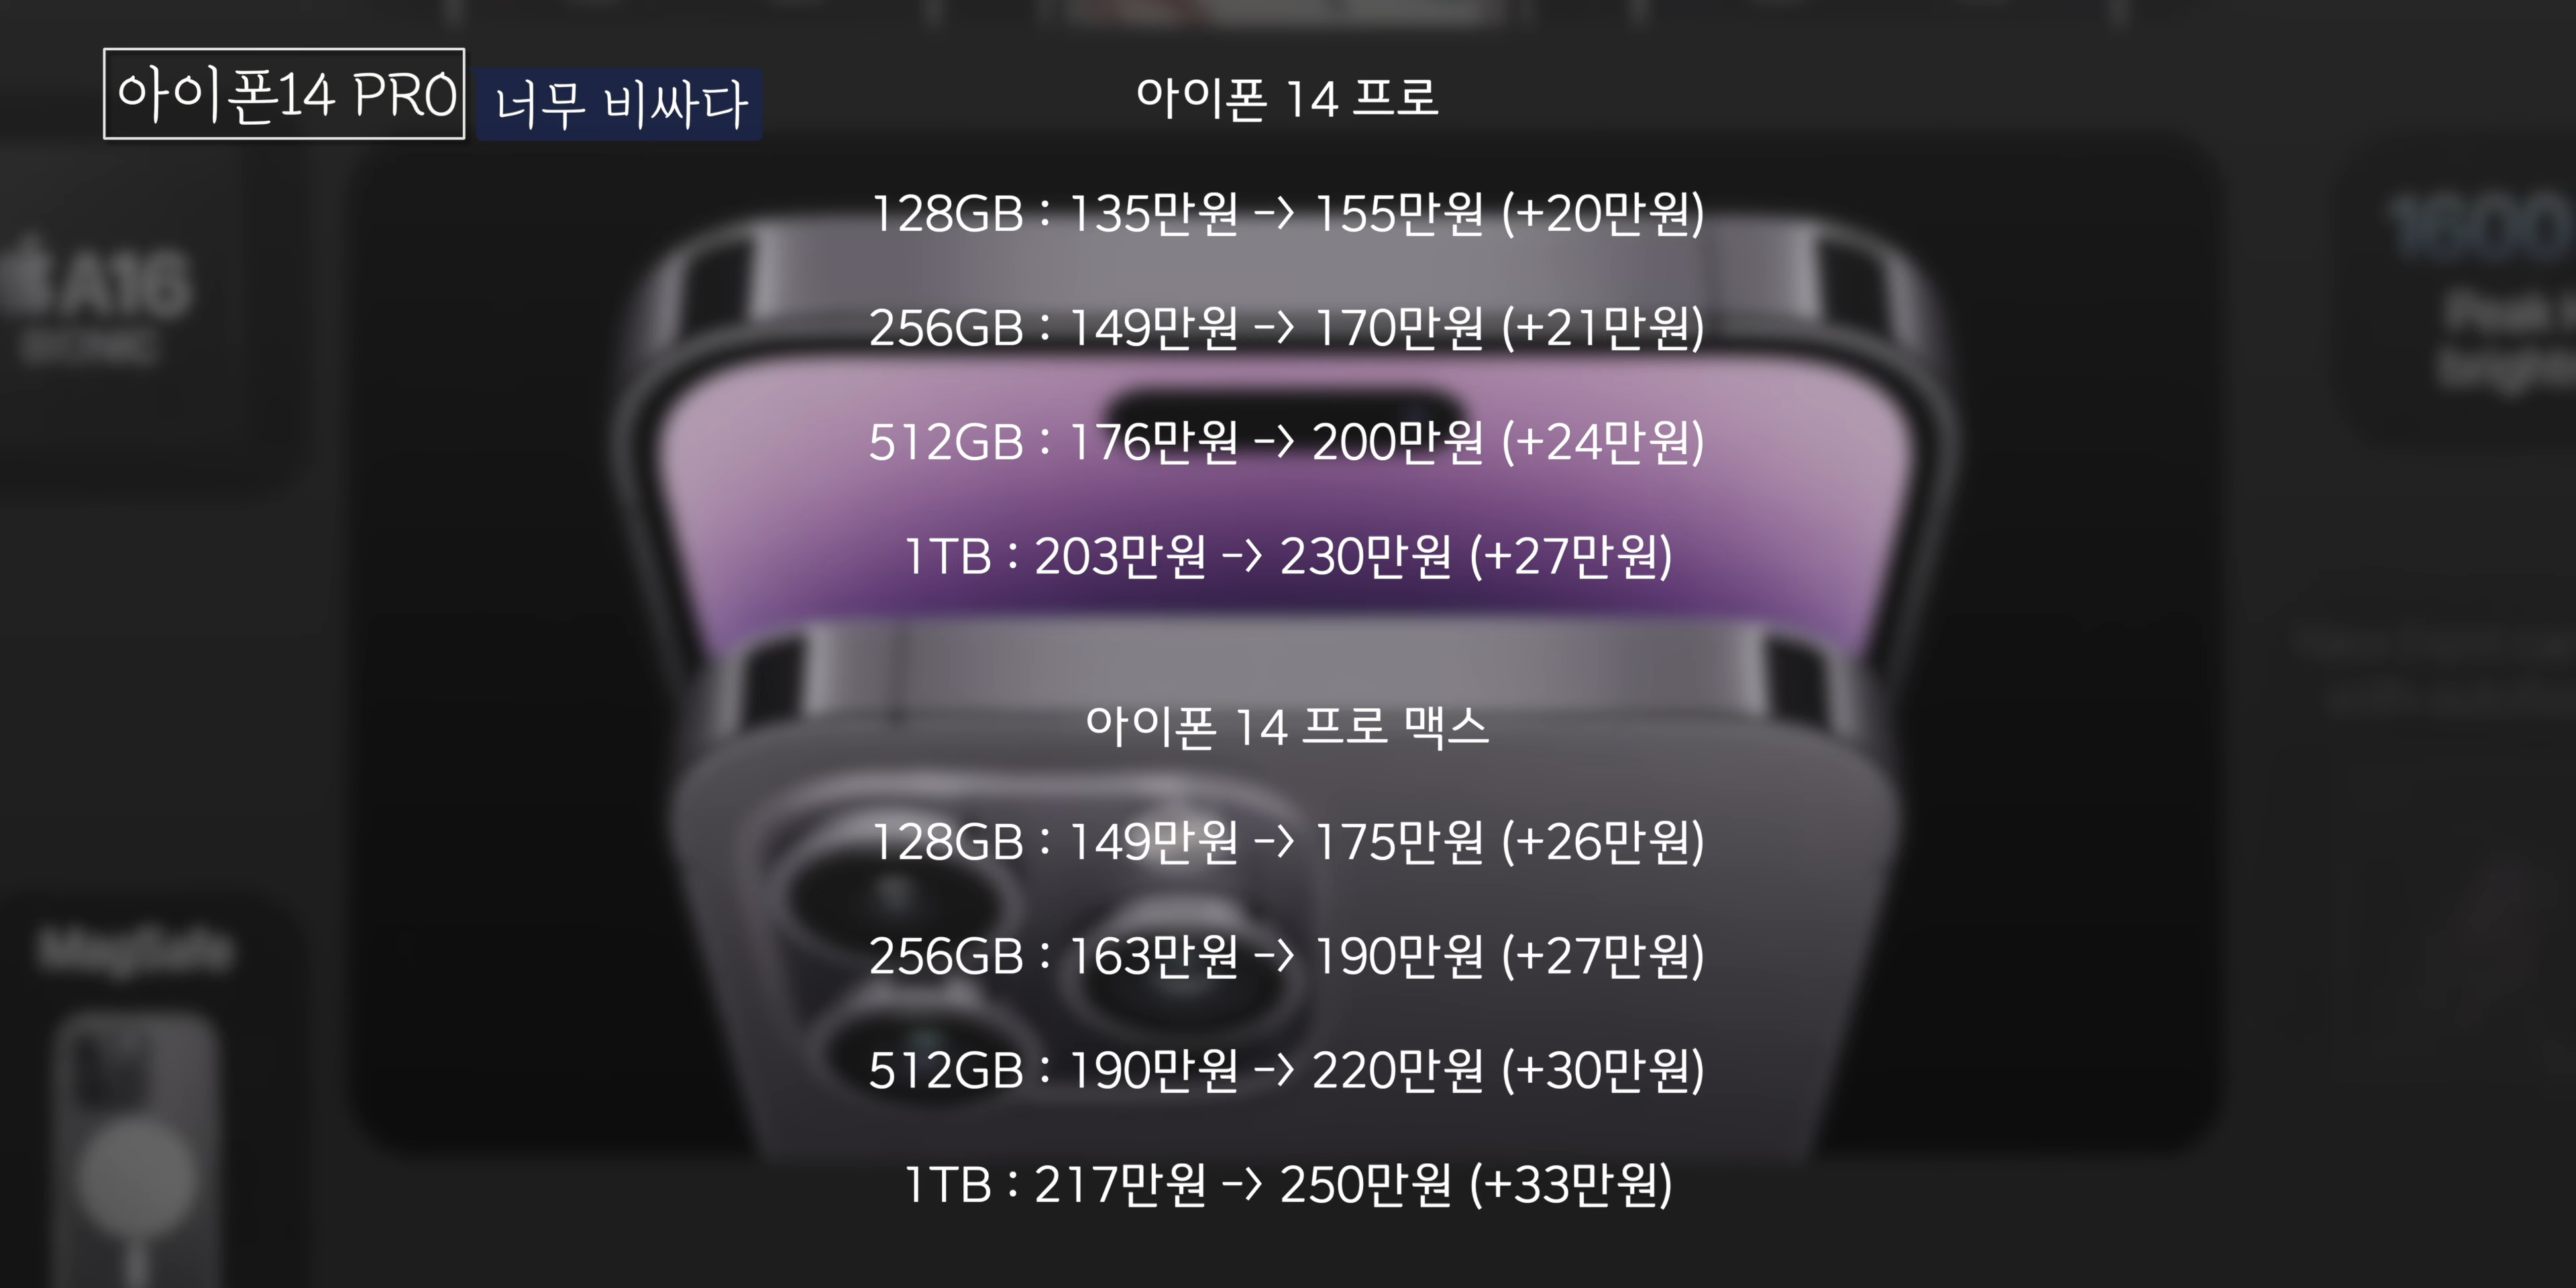 아이폰14 PRO 너무 비싸다
아이폰 14 프로
128GB : 135만원 -> 155만원 (+20만원)
256GB : 149만원 -> 170만원 (+21만원)
512GB : 176만원 -> 200만원 (+24만원)
1TB : 203만원 -> 230만원 (+27만원)
아이폰 14 프로 맥스
128GB : 149만원 -> 175만원 (+26만원)
256GB : 163만원 -> 190만원 (+27만원)
512GB : 190만원 -> 220만원 (+30만원)
1TB : 217만원 -> 250만원 (+33만원)
A16
BIONIC
1600
Peak
MagSafe